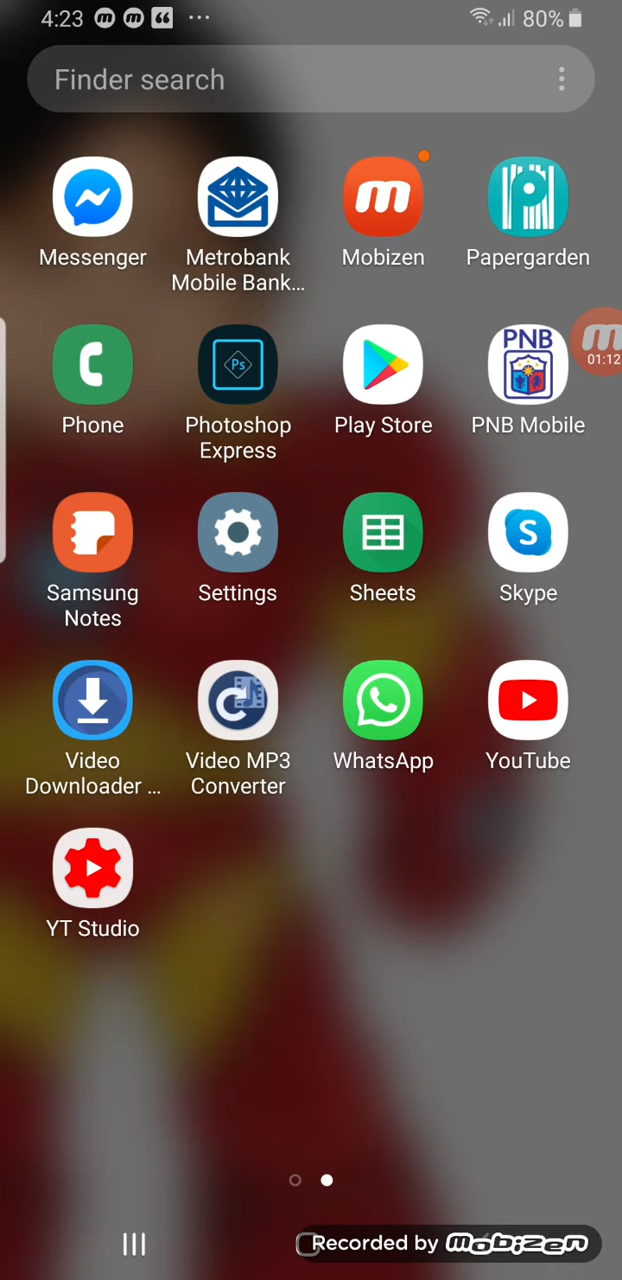 4:23
80%
Finder search
Messenger
Metrobank
Mobile Bank...
Mobizen
Papergarden
01:12
Phone
Ps
Photoshop
Express
Play Store
PNB
PNB Mobile
Samsung
Notes
Settings
Sheets
S
Skype
Video
Downloader ...
Video MP3
Converter
WhatsApp
YouTube
YT Studio
Recorded by mobizen